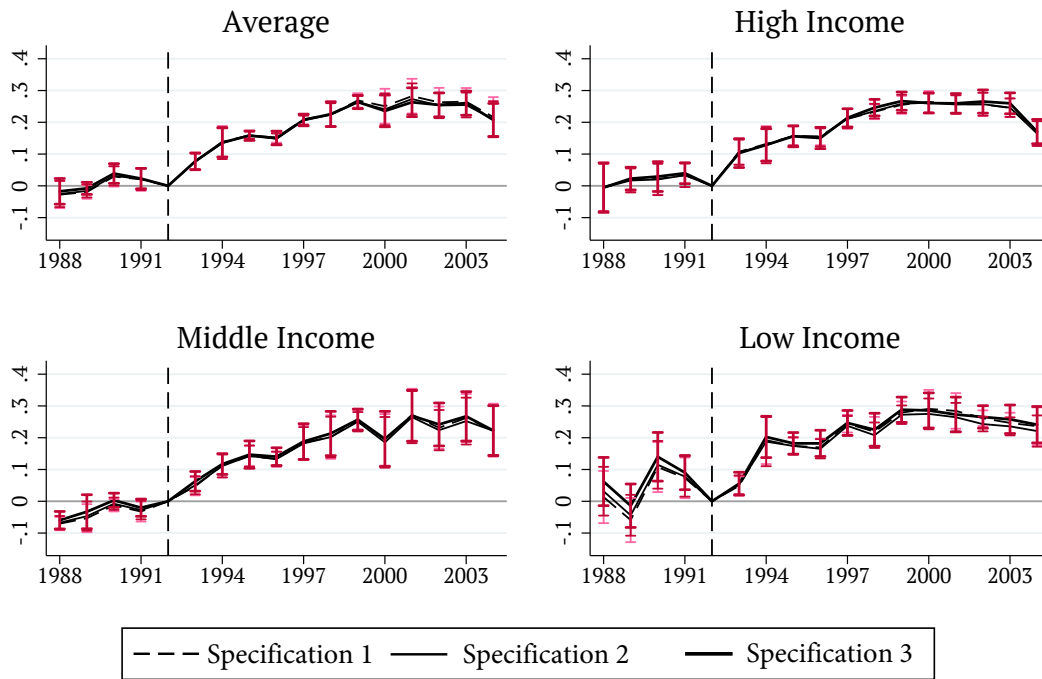 Average
.4
.3
.2
.1
0
-.1
1988 1991 1994 1997 2000 2003
High Income
.4
.3
.2
.1
0
-.1
1988 1991 1994 1997 2000 2003
Middle Income
.4
.3
.2
.1
0
-.1
1988 1991 1994 1997 2000 2003
Low Income
.4
.3
.2
.1
0
-.1
1988 1991 1994 1997 2000 2003
Specification 1 Specification 2 Specification 3